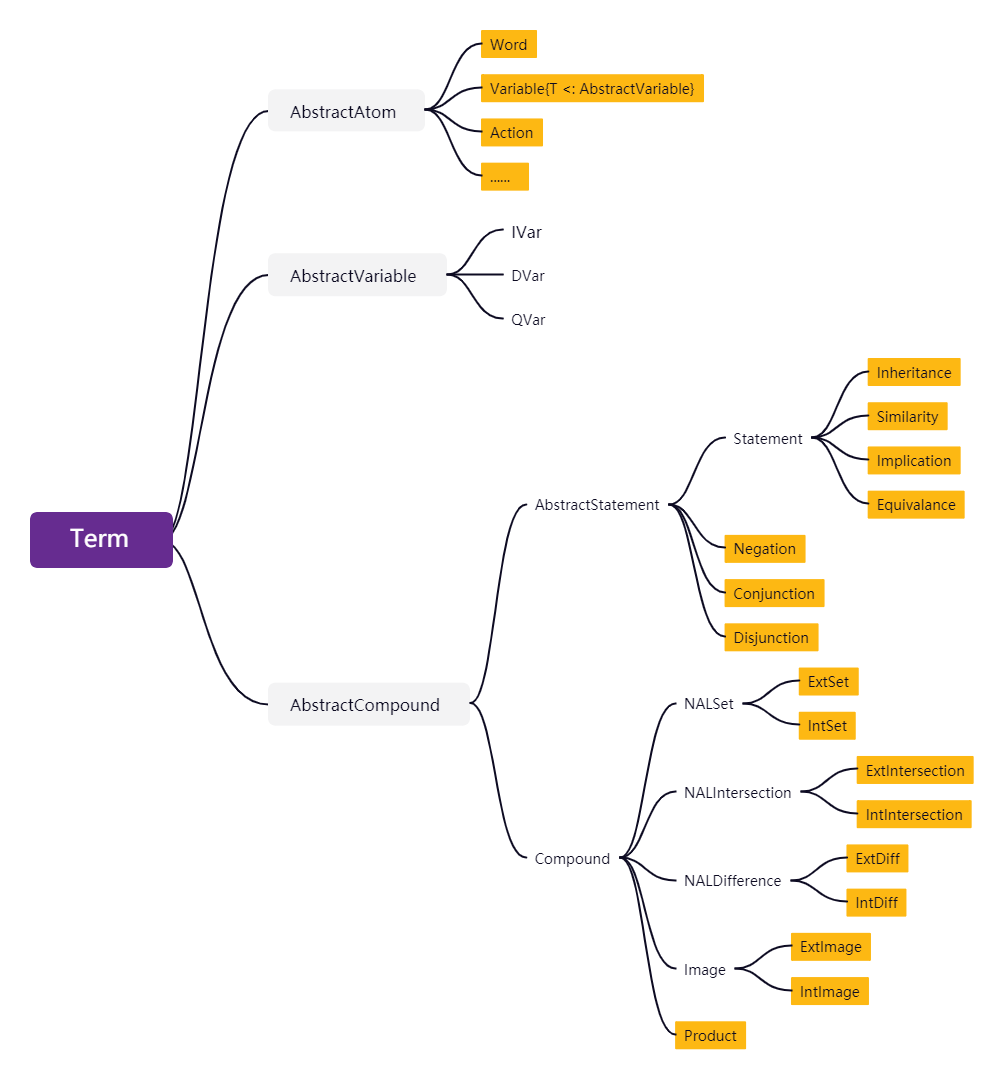 Term
AbstractAtom
Word
Variable{T <: AbstractVariable}
Action
......
AbstractVariable
IVar
DVar
QVar
AbstractCompound
AbstractStatement
Statement
Inheritance
Similarity
Implication
Equivalance
Negation
Conjunction
Disjunction
Compound
NALSet
ExtSet
IntSet
NALIntersection
ExtIntersection
IntIntersection
NALDifference
ExtDiff
IntDiff
Image
ExtImage
IntImage
Product